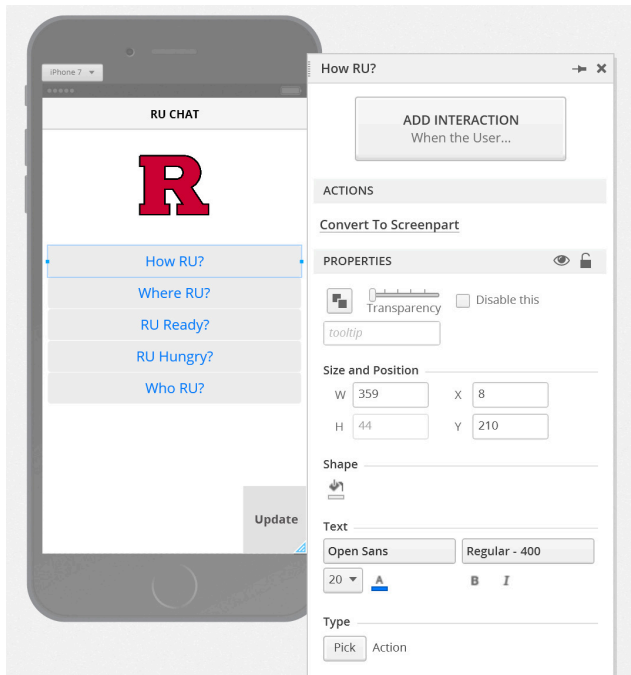 iPhone 7
RU CHAT
R
How RU?
Where RU?
RU Ready?
RU Hungry?
Who RU?
Update
How RU?
ADD INTERACTION
When the User...
ACTIONS
Convert To Screenpart
PROPERTIES
Transparency
Disable this
tooltip
Size and Position
W 359 X 8
H 44 Y 210
Shape
Text
Open Sans Regular - 400
20 A B I
Type
Pick Action